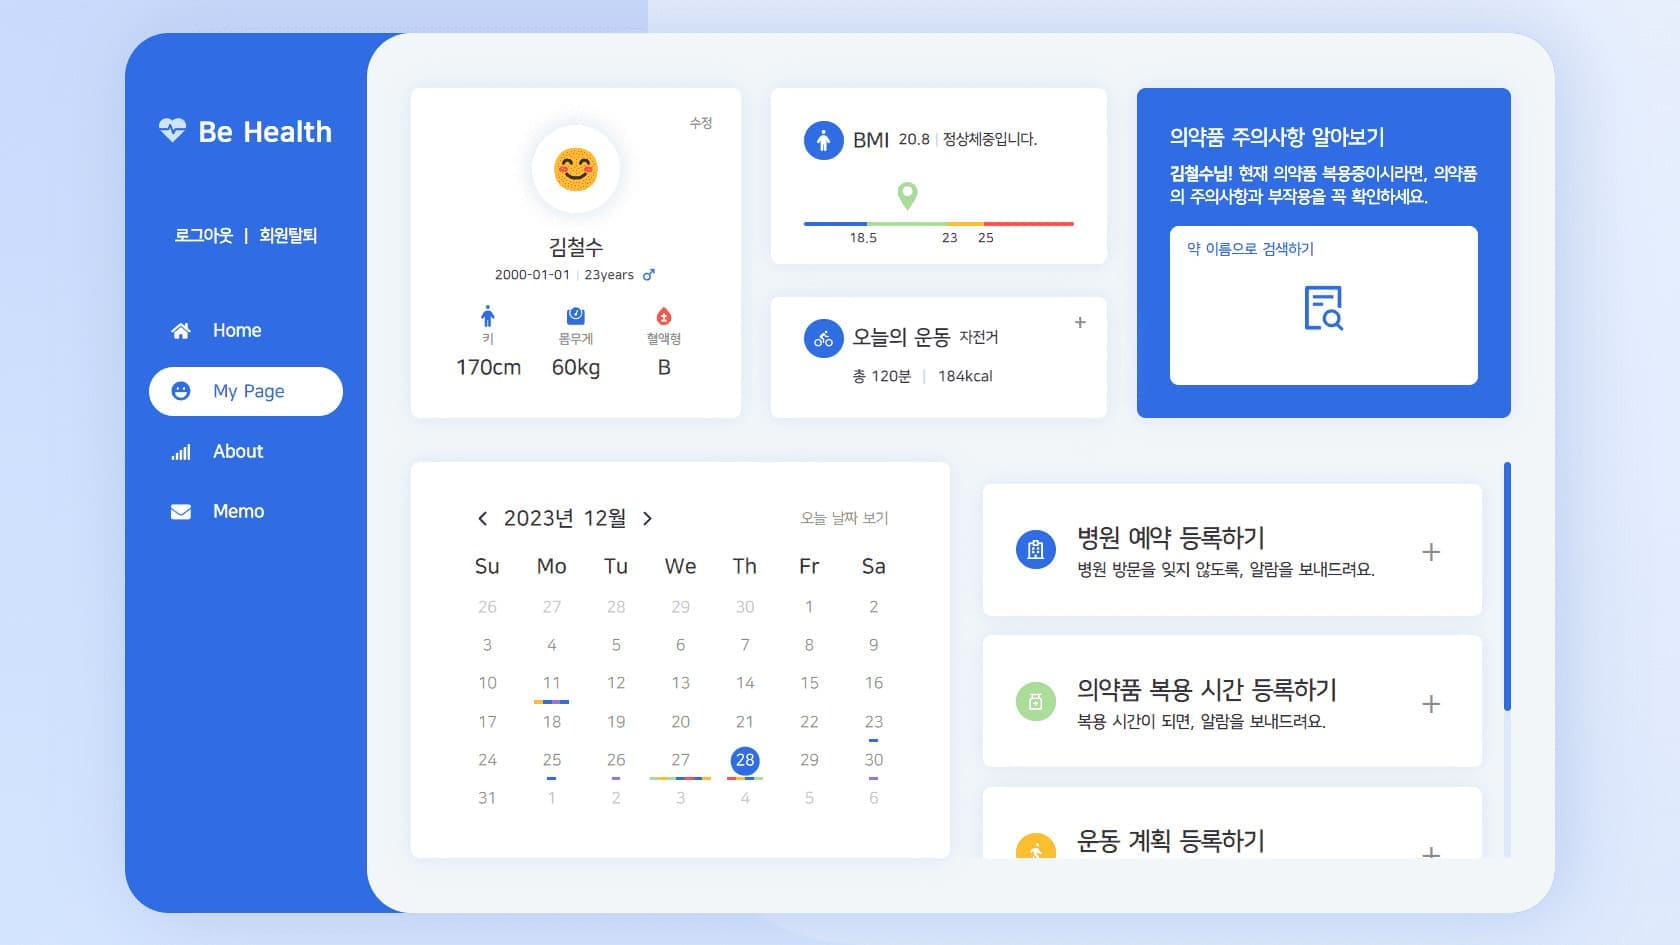 Be Health
로그아웃 | 회원탈퇴
Home
My Page
About
Memo
수정
김철수
2000-01-01 | 23years
키 몸무게 혈액형
170cm 60kg B
BMI 20.8 | 정상체중입니다.
18.5 23 25
오늘의 운동 자전거 +
총 120분 | 184kcal
의약품 주의사항 알아보기
김철수님! 현재 의약품 복용중이시라면, 의약품
의 주의사항과 부작용을 꼭 확인하세요.
약 이름으로 검색하기
2023년 12월
오늘 날짜 보기
Su Mo Tu We Th Fr Sa
26 27 28 29 30 1 2
3 4 5 6 7 8 9
10 11 12 13 14 15 16
17 18 19 20 21 22 23
24 25 26 27 28 29 30
31 1 2 3 4 5 6
병원 예약 등록하기
병원 방문을 잊지 않도록, 알람을 보내드려요.
+
의약품 복용 시간 등록하기
복용 시간이 되면, 알람을 보내드려요.
+
운동 계획 등록하기
+